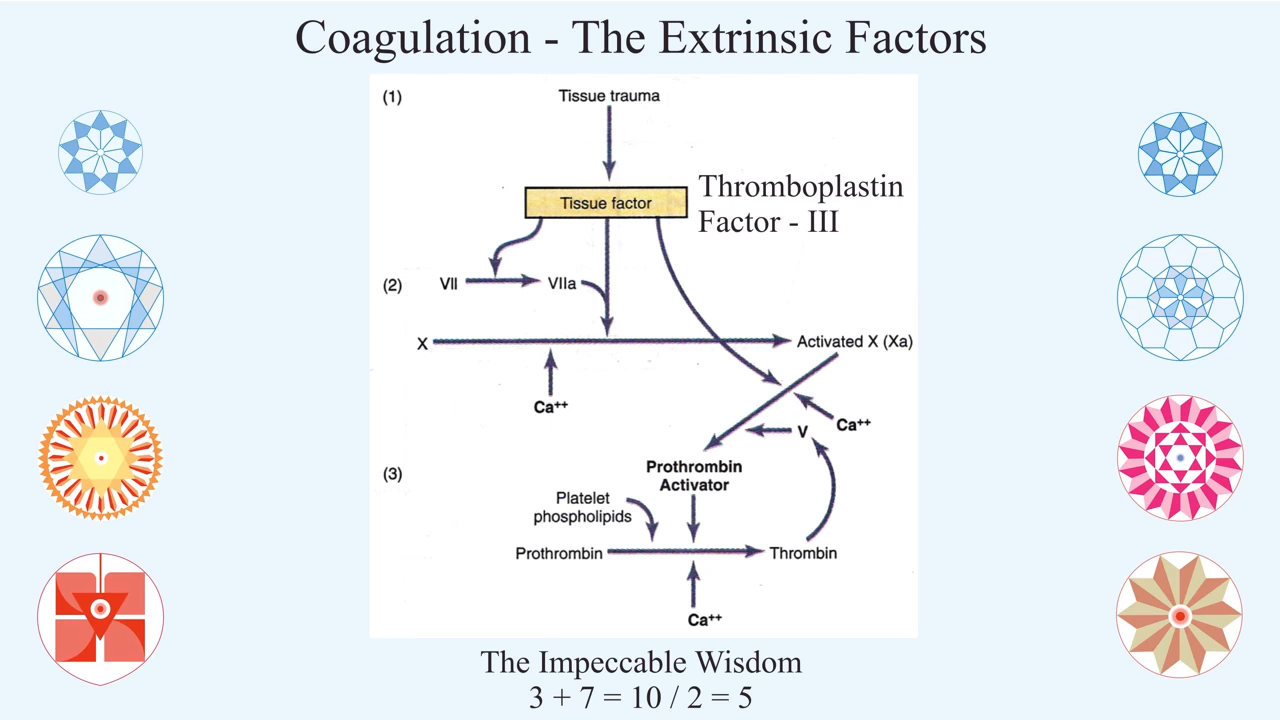 Coagulation - The Extrinsic Factors
(1)
Tissue trauma
Tissue factor
Thromboplastin
Factor - III
(2)
VII
VIIa
X
Activated X (Xa)
Ca⁺⁺
Ca⁺⁺
V
(3)
Prothrombin
Activator
Platelet
phospholipids
Prothrombin
Thrombin
Ca⁺⁺
The Impeccable Wisdom
3 + 7 = 10 / 2 = 5